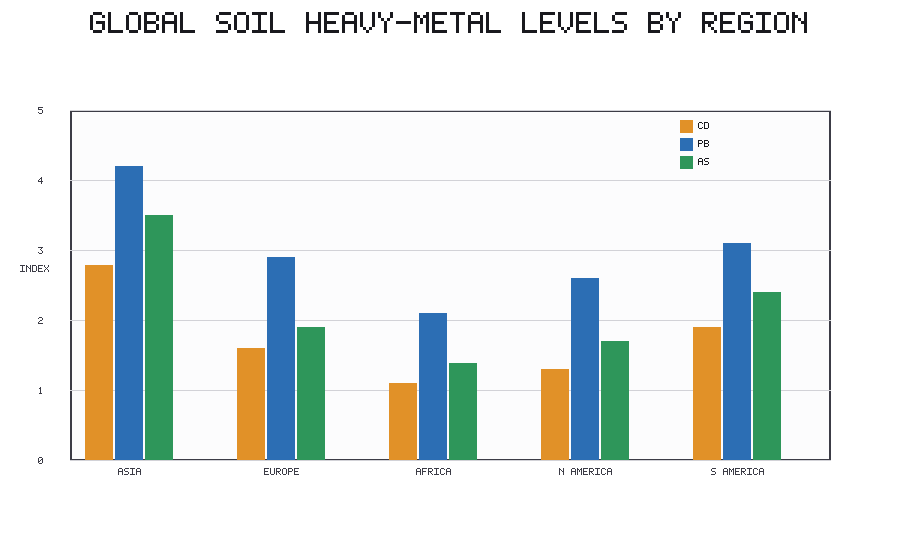 GLOBAL SOIL HEAVY-METAL LEVELS BY REGION
5
CD
PB
4
AS
3
INDEX
2
1
0
ASIA EUROPE AFRICA N AMERICA S AMERICA